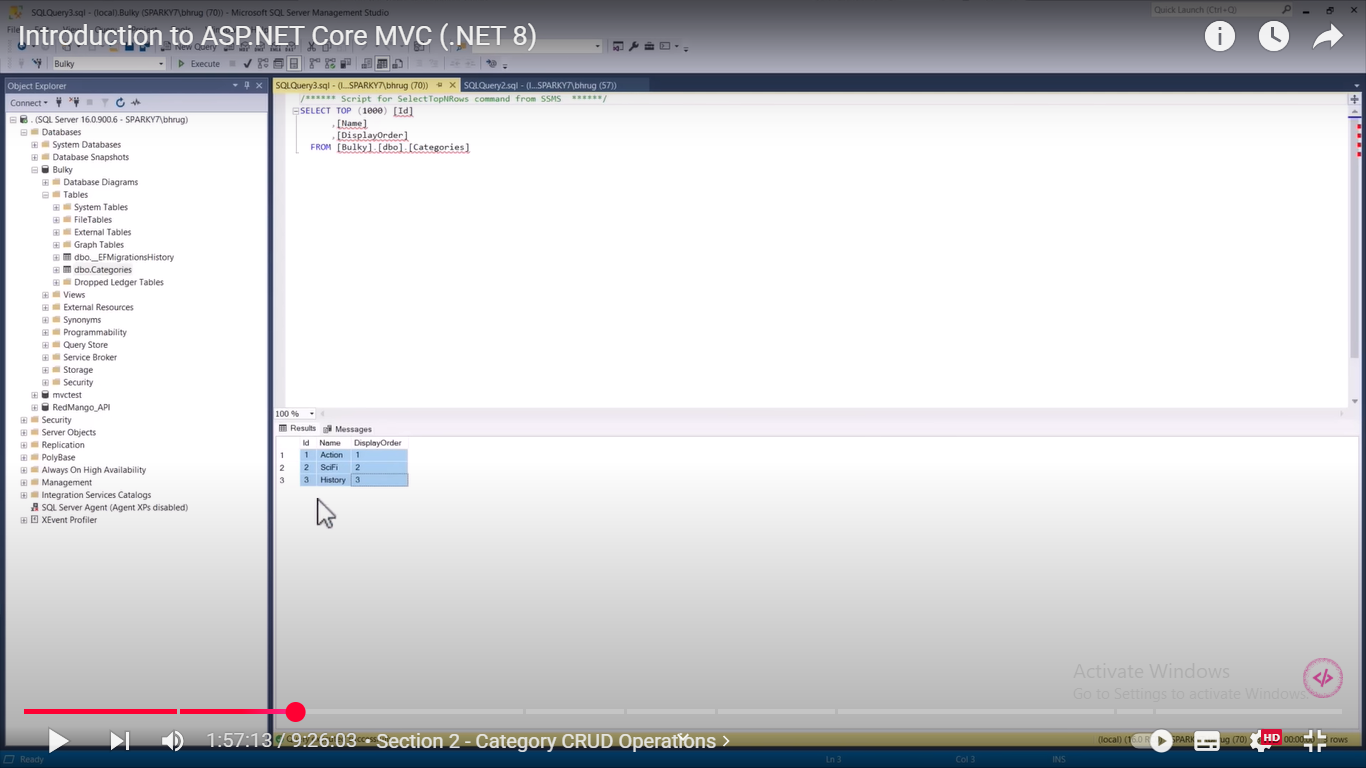 SQLQuery3.sql - (local).Bulky (SPARKY7\bhrug (70)) - Microsoft SQL Server Management Studio
Quick Launch (Ctrl+Q)
Introduction to ASP.NET Core MVC (.NET 8)
New Query
Bulky
Execute
Object Explorer
SQLQuery3.sql - (l...SPARKY7\bhrug (70))
SQLQuery2.sql - (l...SPARKY7\bhrug (57))
Connect
/****** Script for SelectTopNRows command from SSMS  ******/
SELECT TOP (1000) [Id]
,[Name]
,[DisplayOrder]
FROM [Bulky].[dbo].[Categories]
. (SQL Server 16.0.900.6 - SPARKY7\bhrug)
Databases
System Databases
Database Snapshots
Bulky
Database Diagrams
Tables
System Tables
FileTables
External Tables
Graph Tables
dbo.__EFMigrationsHistory
dbo.Categories
Dropped Ledger Tables
Views
External Resources
Synonyms
Programmability
Query Store
Service Broker
Storage
Security
mvctest
RedMango_API
Security
Server Objects
Replication
PolyBase
Always On High Availability
Management
Integration Services Catalogs
SQL Server Agent (Agent XPs disabled)
XEvent Profiler
100 %
Results Messages
Id Name DisplayOrder
1 1 Action 1
2 2 SciFi 2
3 3 History 3
Activate Windows
Go to Settings to activate Windows.
1:57:13 / 9:26:03 • Section 2 - Category CRUD Operations
HD
(local) (16.0 R
rows
Ready
Ln 3
Col 3
INS